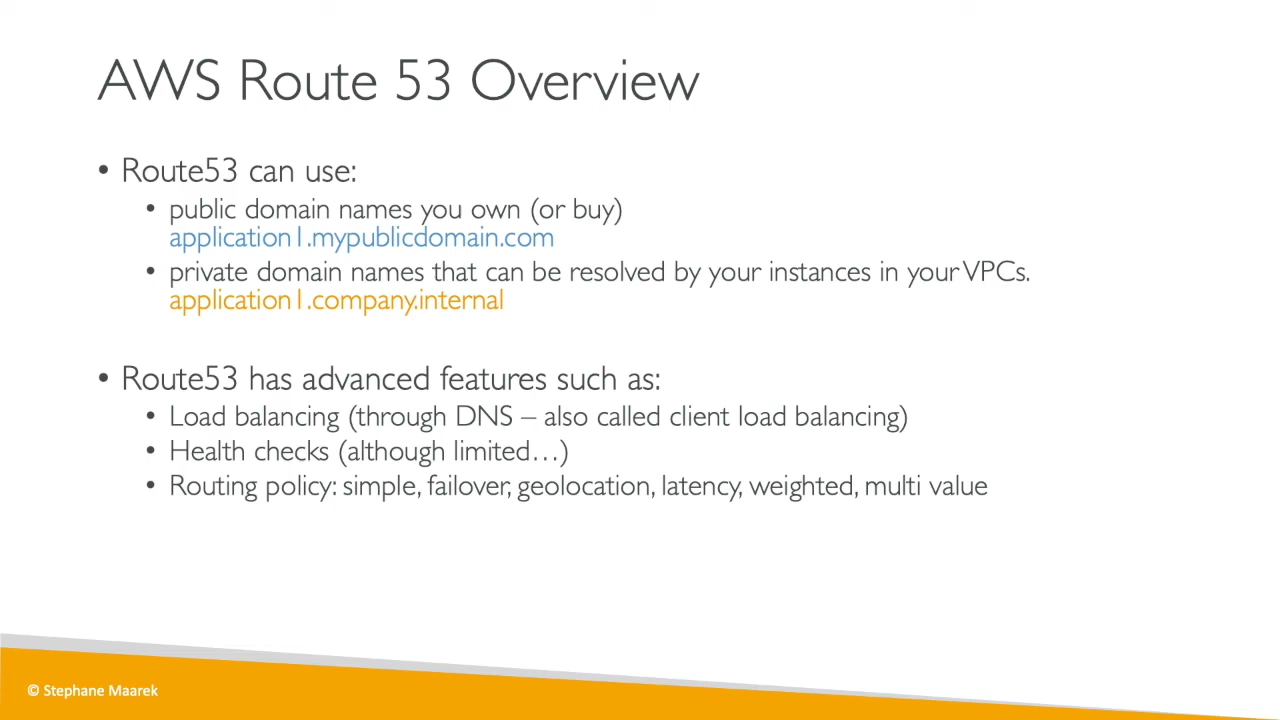 AWS Route 53 Overview
• Route53 can use:
• public domain names you own (or buy)
application1.mypublicdomain.com
• private domain names that can be resolved by your instances in your VPCs.
application1.company.internal
• Route53 has advanced features such as:
• Load balancing (through DNS – also called client load balancing)
• Health checks (although limited…)
• Routing policy: simple, failover, geolocation, latency, weighted, multi value
© Stephane Maarek